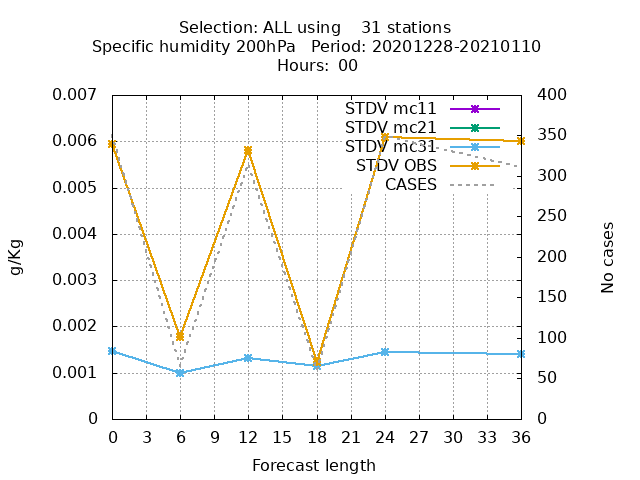 Selection: ALL using    31 stations
Specific humidity 200hPa   Period: 20201228-20210110
Hours:  00
0.007
0.006
0.005
0.004
0.003
0.002
0.001
0
400
350
300
250
200
150
100
50
0
STDV mc11
STDV mc21
STDV mc31
STDV OBS
CASES
g/Kg
No cases
0 3 6 9 12 15 18 21 24 27 30 33 36
Forecast length